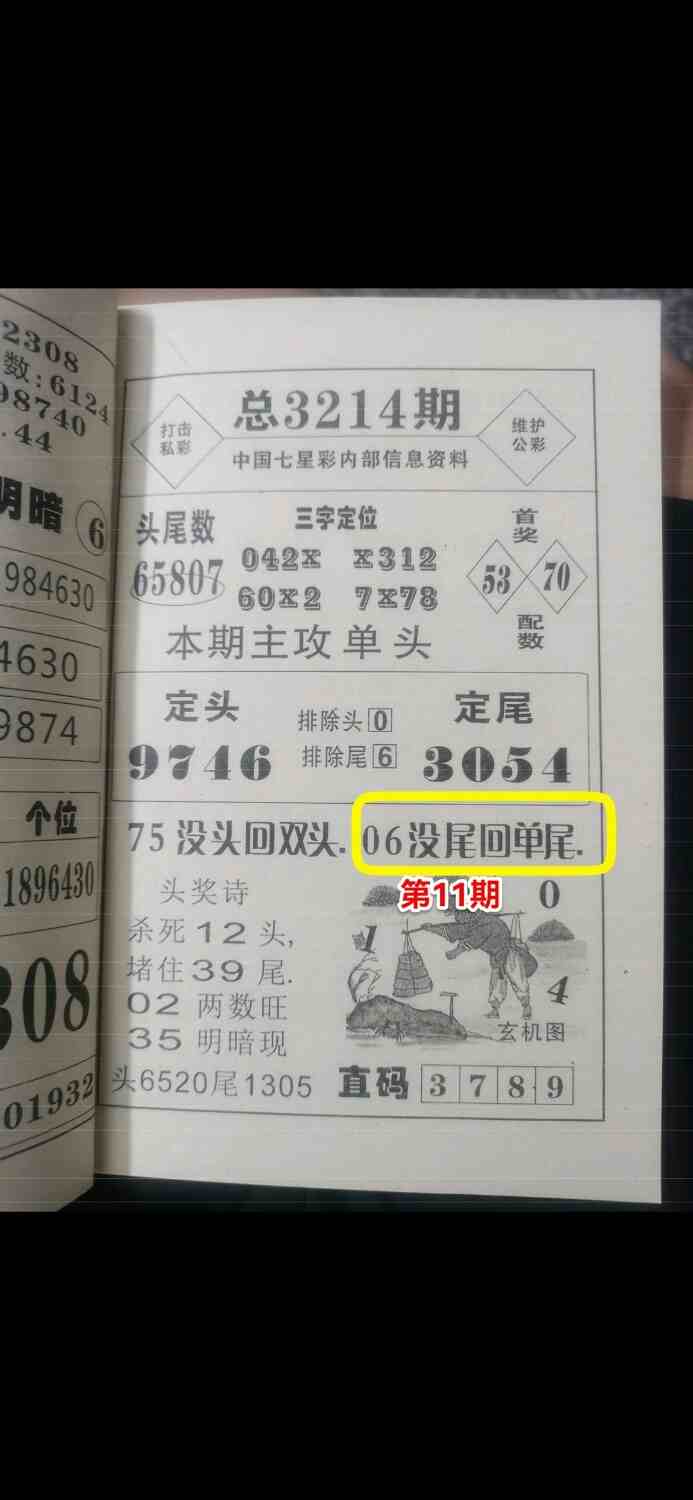 2308
数:6124
98740
.44
明暗 6
984630
4630
9874
个位
1896430
308
01932
总3214期
打击
私彩
维护
公彩
中国七星彩内部信息资料
头尾数
65807
三字定位
042X X312
60X2 7X78
首奖
53 70
配数
本期主攻单头
定头
9746
排除头0
排除尾6
定尾
3054
75没头回双头. 06没尾回单尾.
第11期
头奖诗
杀死12头,
堵住39尾.
02两数旺
35明暗现
0
1
4
玄机图
头6520尾1305
直码 3 7 8 9